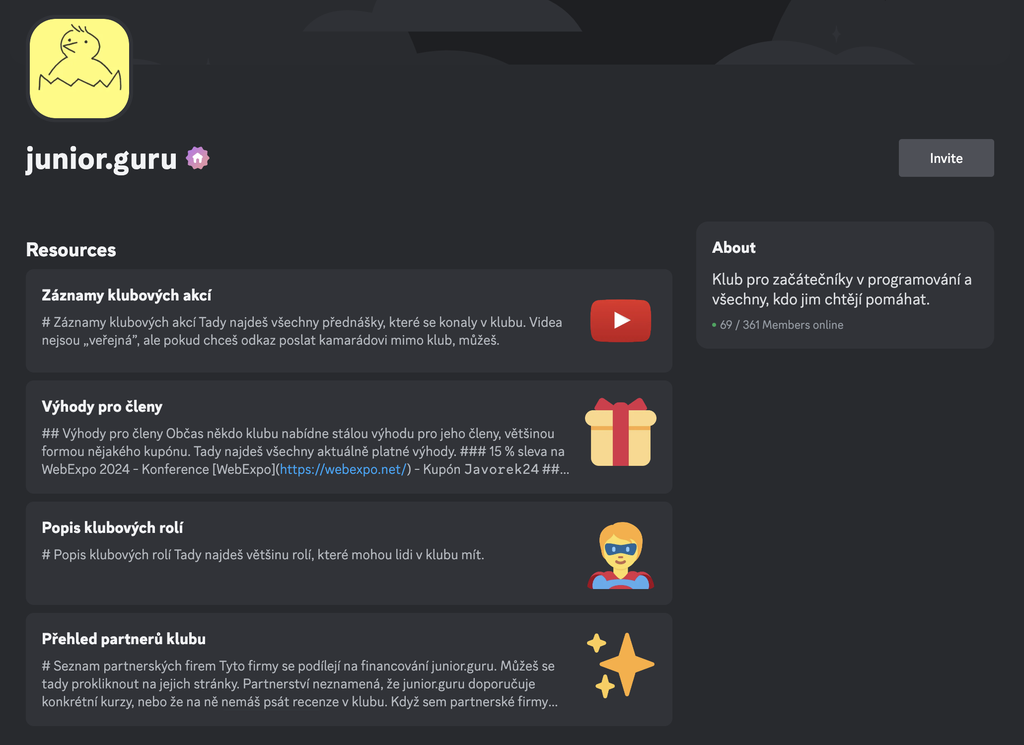 junior.guru
Invite
Resources
Záznamy klubových akcí
# Záznamy klubových akcí Tady najdeš všechny přednášky, které se konaly v klubu. Videa
nejsou „veřejná”, ale pokud chceš odkaz poslat kamarádovi mimo klub, můžeš.
Výhody pro členy
## Výhody pro členy Občas někdo klubu nabídne stálou výhodu pro jeho členy, většinou
formou nějakého kupónu. Tady najdeš všechny aktuálně platné výhody. ### 15 % sleva na
WebExpo 2024 - Konference [WebExpo](https://webexpo.net/) - Kupón Javorek24 ##...
Popis klubových rolí
# Popis klubových rolí Tady najdeš většinu rolí, které mohou lidi v klubu mít.
Přehled partnerů klubu
# Seznam partnerských firem Tyto firmy se podílejí na financování junior.guru. Můžeš se
tady prokliknout na jejich stránky. Partnerství neznamená, že junior.guru doporučuje
konkrétní kurzy, nebo že na ně nemáš psát recenze v klubu. Když sem partnerské firmy...
About
Klub pro začátečníky v programování a
všechny, kdo jim chtějí pomáhat.
69 / 361 Members online